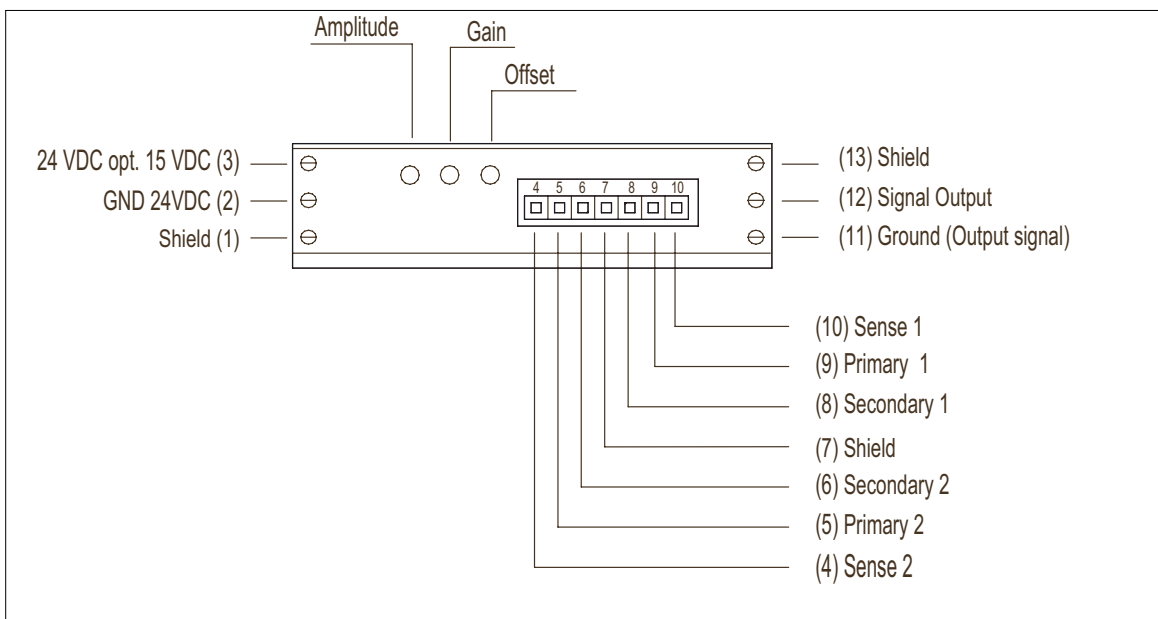 Amplitude
Gain
Offset
24 VDC opt. 15 VDC (3)
GND 24VDC (2)
Shield (1)
4 5 6 7 8 9 10
(13) Shield
(12) Signal Output
(11) Ground (Output signal)
(10) Sense 1
(9) Primary 1
(8) Secondary 1
(7) Shield
(6) Secondary 2
(5) Primary 2
(4) Sense 2